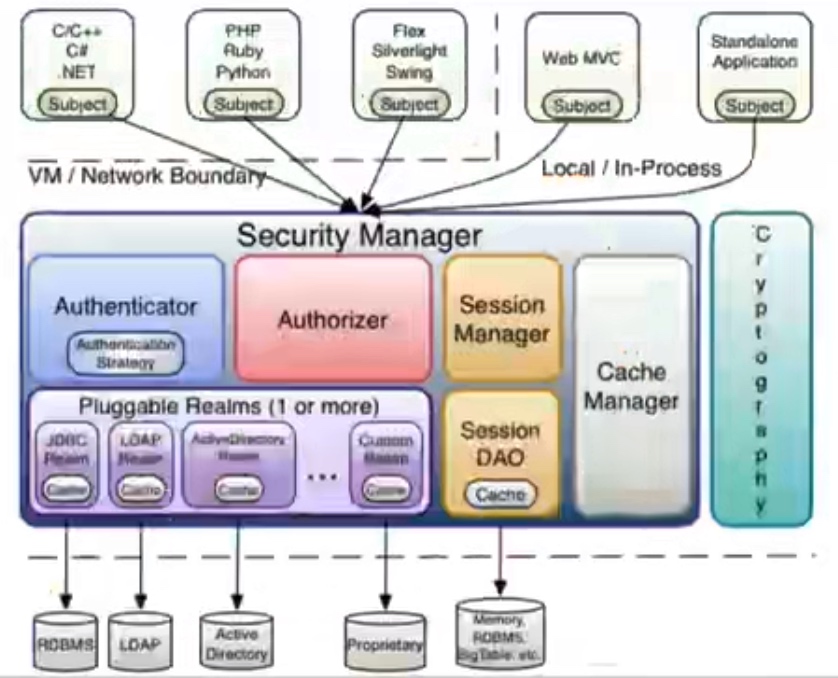 C/C++
C#
.NET
Subject
PHP
Ruby
Python
Subject
Flex
Silverlight
Swing
Subject
Web MVC
Subject
Standalone
Application
Subject
VM / Network Boundary
Local / In-Process
Security Manager
Authenticator
Authentication
Strategy
Authorizer
Session
Manager
Cache
Manager
Cryptography
Pluggable Realms (1 or more)
JDBC
Realm
Cache
LDAP
Realm
Cache
ActiveDirectory
Realm
Cache
...
Custom
Realm
Cache
Session
DAO
Cache
RDBMS
LDAP
Active
Directory
Proprietary
Memory,
RDBMS,
BigTable, etc.